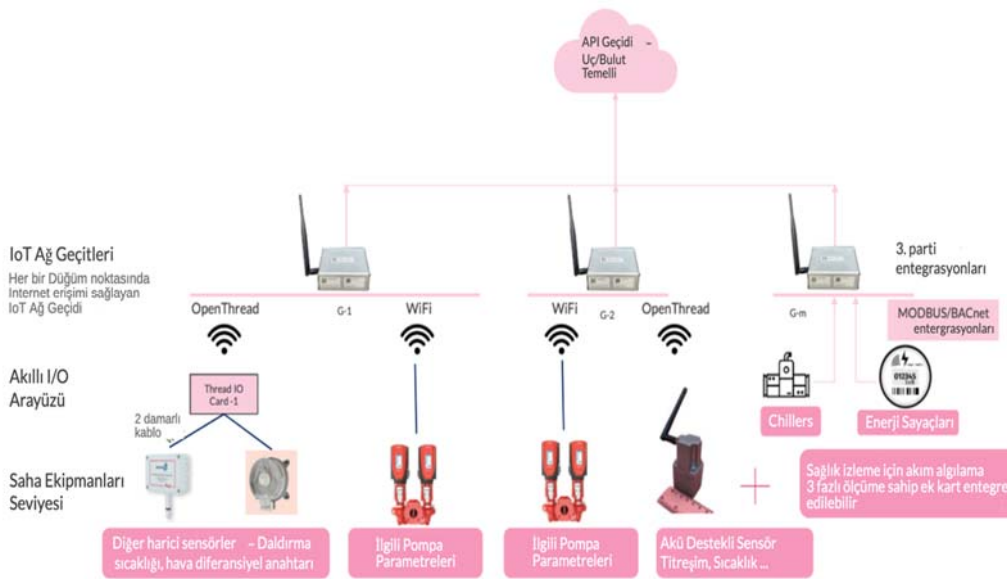 API Geçidi –
Uç/Bulut
Temelli
IoT Ağ Geçitleri
Her bir Düğüm noktasında
Internet erişimi sağlayan
IoT Ağ Geçidi
3. parti
entegrasyonları
OpenThread
G-1
WiFi
WiFi
G-2
OpenThread
G-m
MODBUS/BACnet
entergrasyonları
Akıllı I/O
Arayüzü
Thread IO
Card -1
2 damarlı
kablo
012345
Chillers
Enerji Sayaçları
Saha Ekipmanları
Seviyesi
Sağlık izleme için akım algılama
3 fazlı ölçüme sahip ek kart entegre
edilebilir
Diğer harici sensörler – Daldırma
sıcaklığı, hava diferansiyel anahtarı
İlgili Pompa
Parametreleri
İlgili Pompa
Parametreleri
Akü Destekli Sensör
Titreşim, Sıcaklık ...